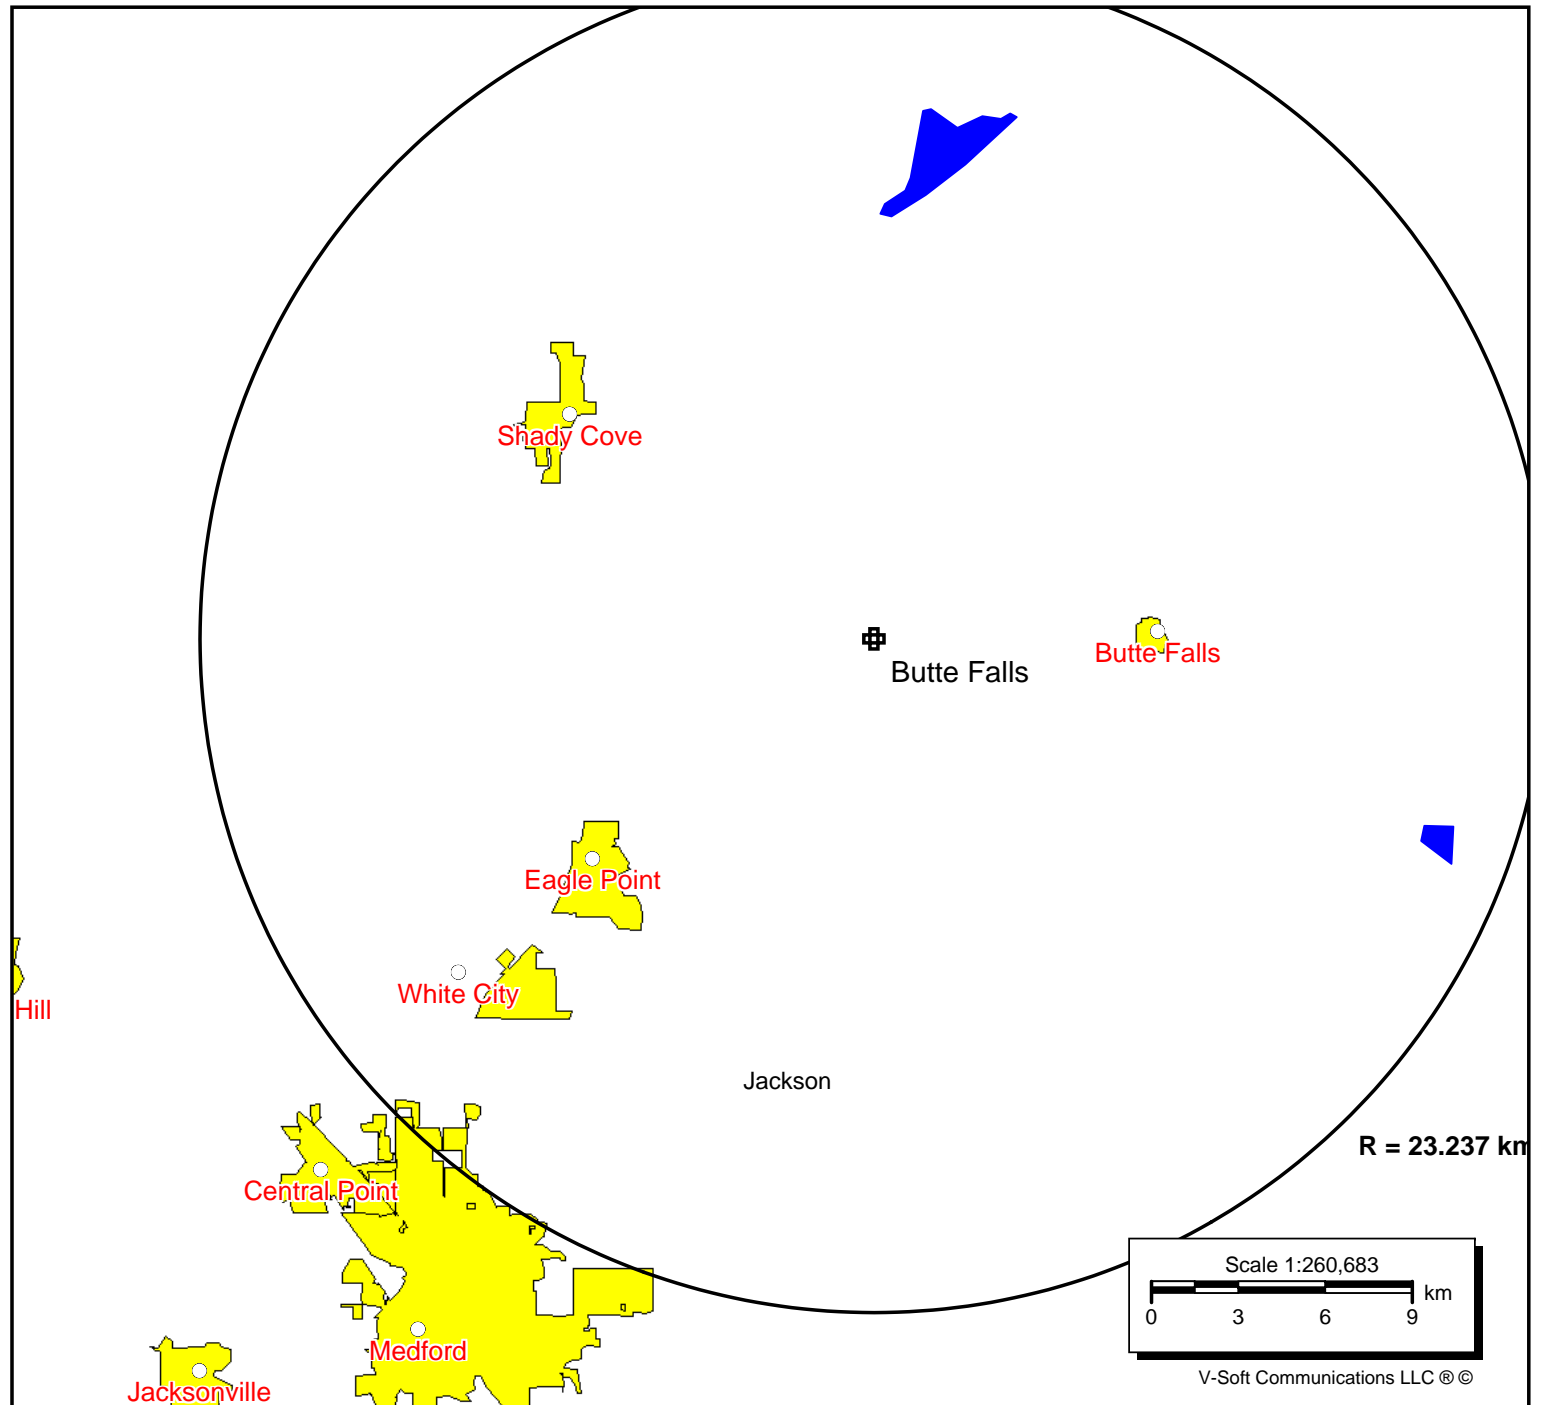 Shady Cove
Butte Falls
Butte Falls
Eagle Point
White City
Hill
Jackson
R = 23.237 km
Central Point
Scale 1:260,683
km
0 3 6 9
Medford
V-Soft Communications LLC ® ©
Jacksonville